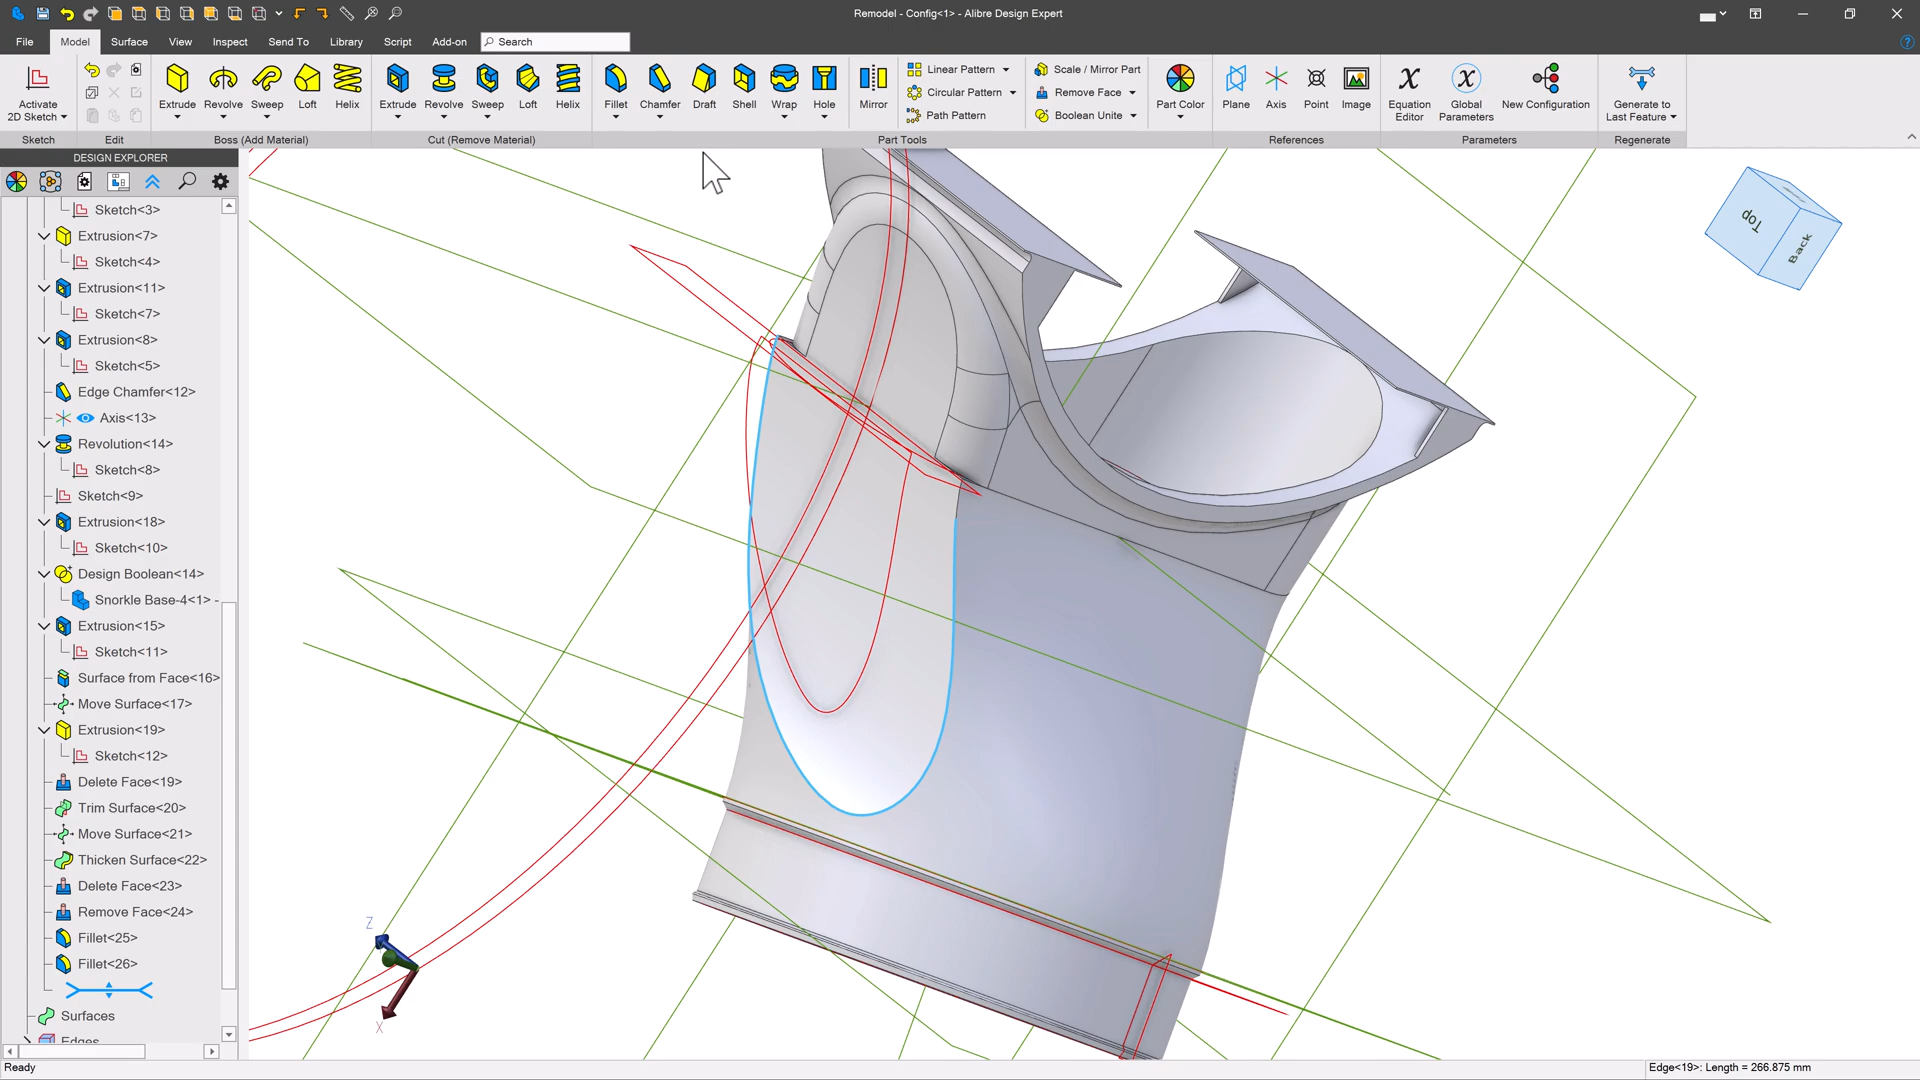 Remodel - Config<1> - Alibre Design Expert
File Model Surface View Inspect Send To Library Script Add-on Search
Activate 2D Sketch
Extrude Revolve Sweep Loft Helix
Extrude Revolve Sweep Loft Helix
Fillet Chamfer Draft Shell Wrap Hole Mirror
Linear Pattern
Circular Pattern
Path Pattern
Scale / Mirror Part
Remove Face
Boolean Unite
Part Color
Plane Axis Point Image
Equation Editor
Global Parameters
New Configuration
Generate to Last Feature
Sketch Edit Boss (Add Material) Cut (Remove Material) Part Tools References Parameters Regenerate
DESIGN EXPLORER
Sketch<3>
Extrusion<7>
Sketch<4>
Extrusion<11>
Sketch<7>
Extrusion<8>
Sketch<5>
Edge Chamfer<12>
Axis<13>
Revolution<14>
Sketch<8>
Sketch<9>
Extrusion<18>
Sketch<10>
Design Boolean<14>
Snorkle Base-4<1> -
Extrusion<15>
Sketch<11>
Surface from Face<16>
Move Surface<17>
Extrusion<19>
Sketch<12>
Delete Face<19>
Trim Surface<20>
Move Surface<21>
Thicken Surface<22>
Delete Face<23>
Remove Face<24>
Fillet<25>
Fillet<26>
Surfaces
Edges
Top
Back
Z
X
Ready
Edge<19>: Length = 266.875 mm